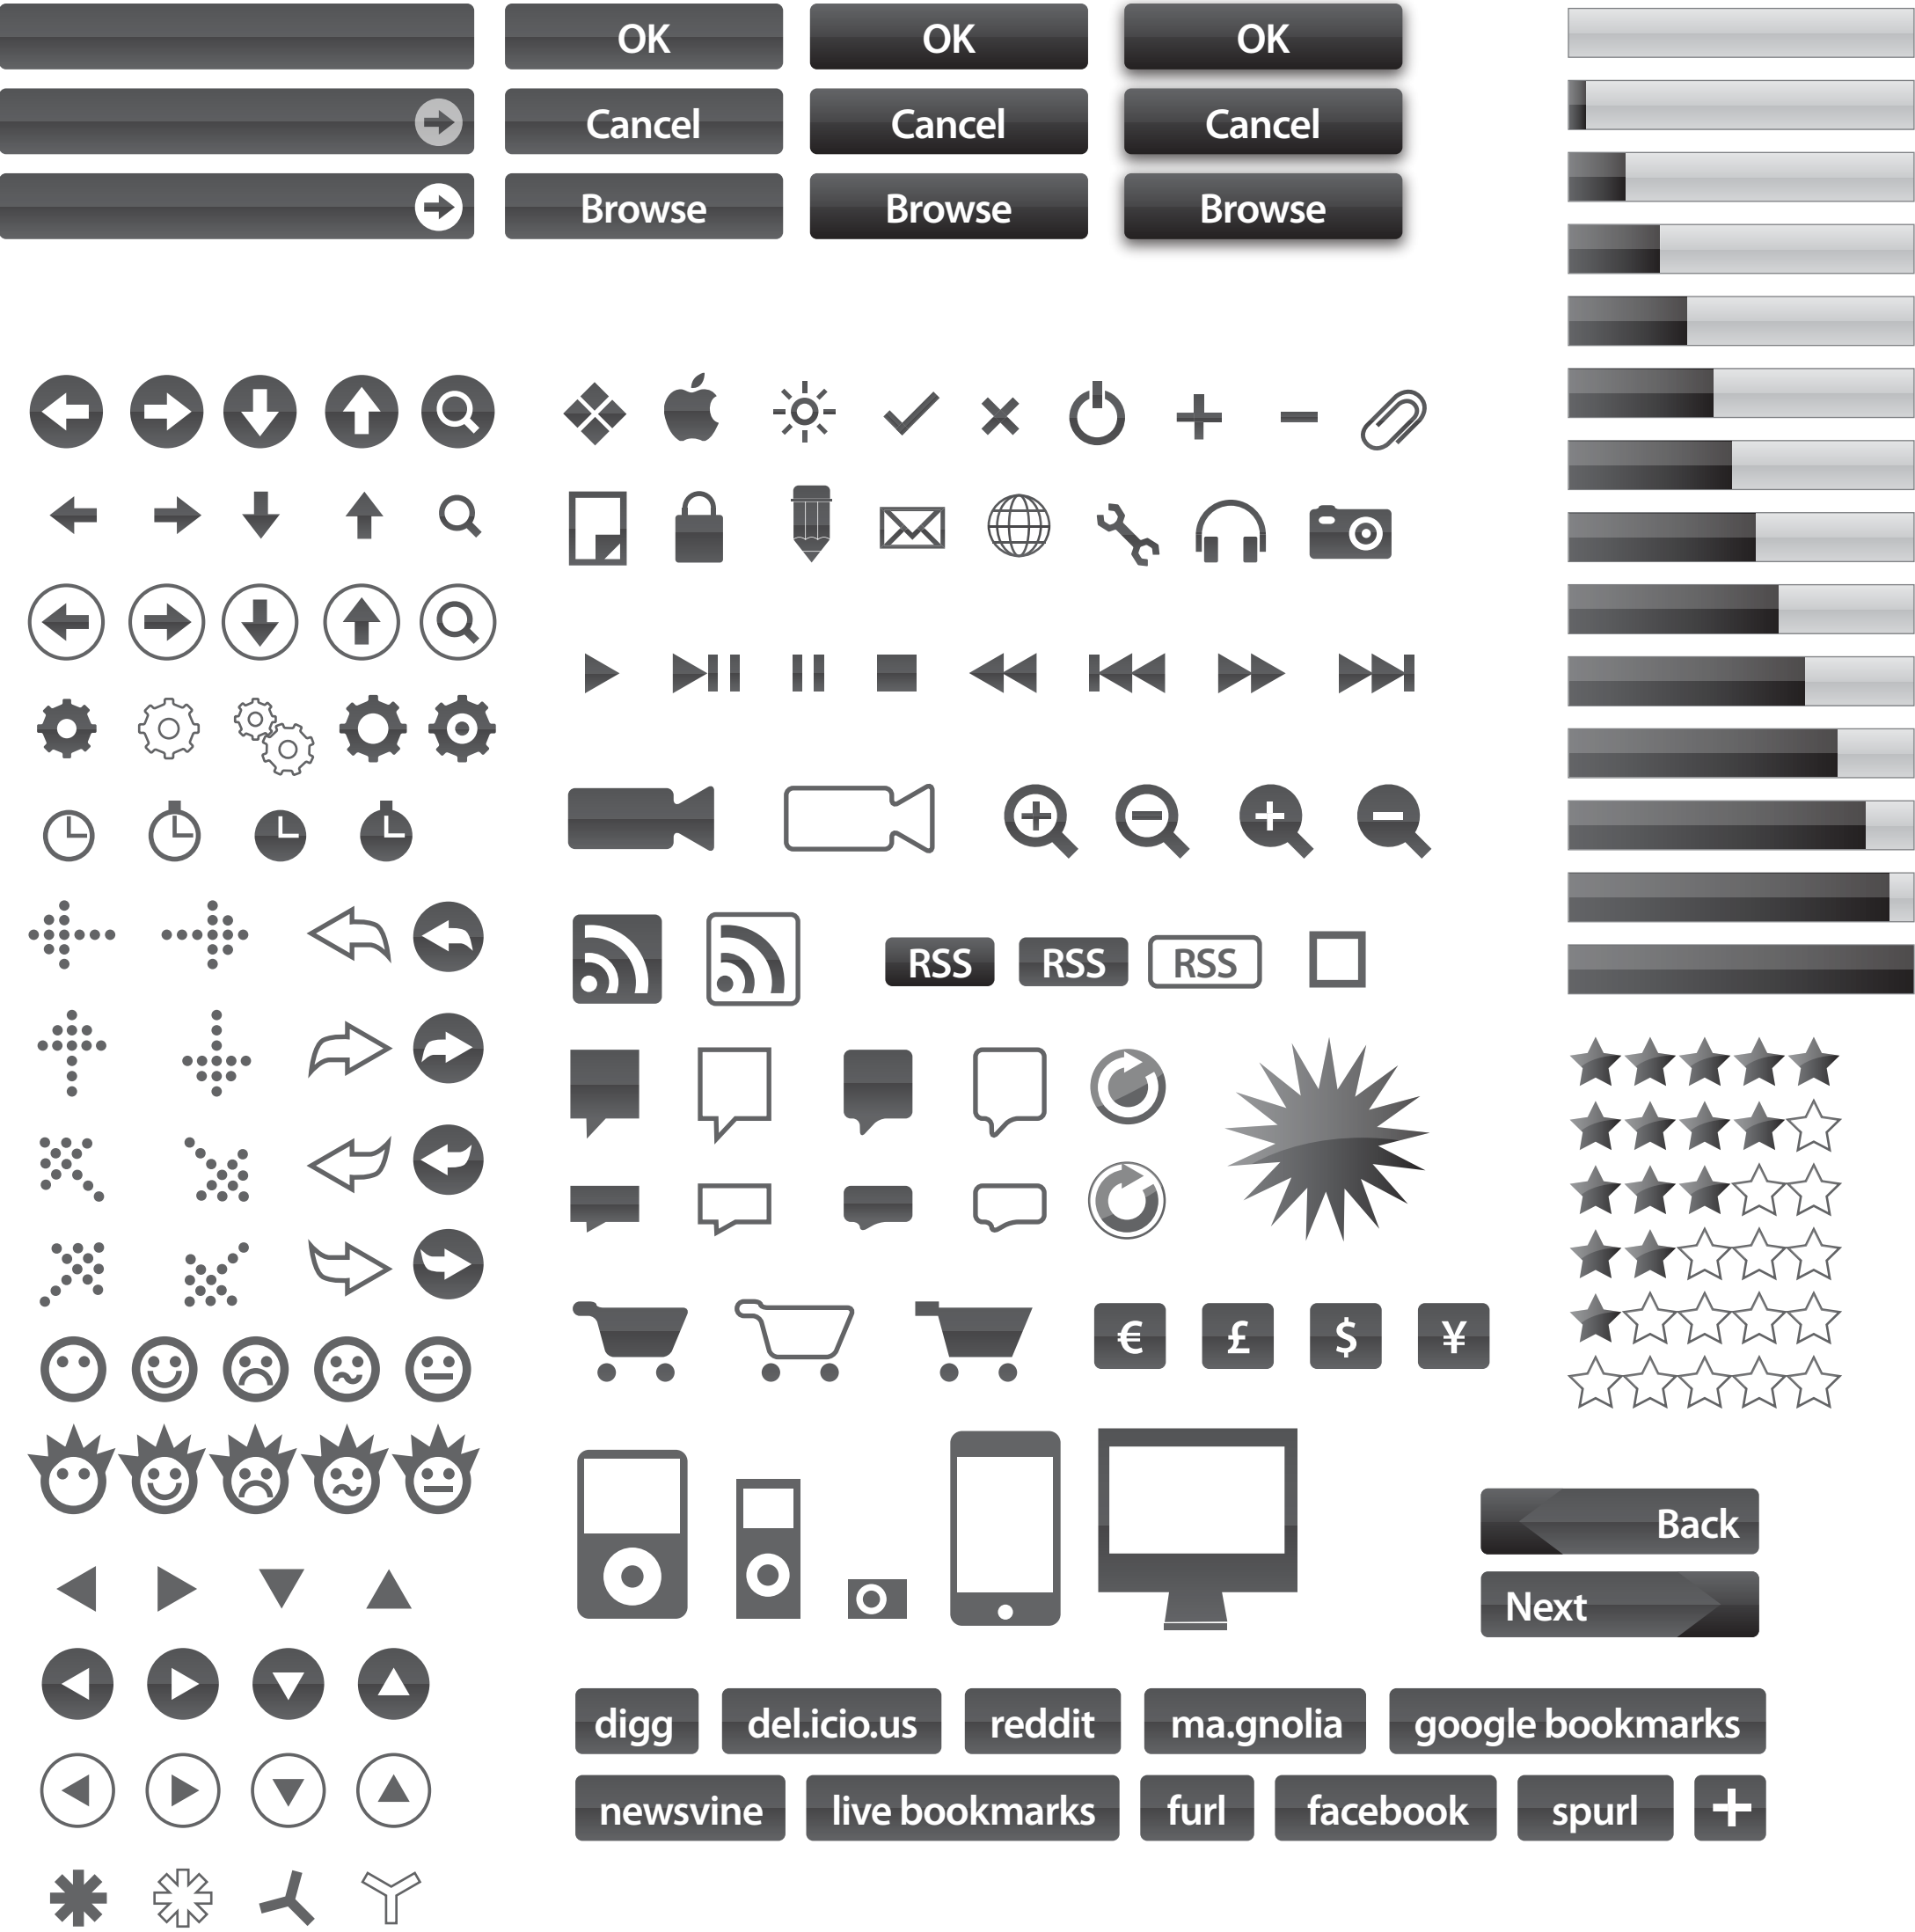 OK OK OK
Cancel Cancel Cancel
Browse Browse Browse
RSS RSS RSS
€ £ $ ¥
Back
Next
digg del.icio.us reddit ma.gnolia google bookmarks
newsvine live bookmarks furl facebook spurl +